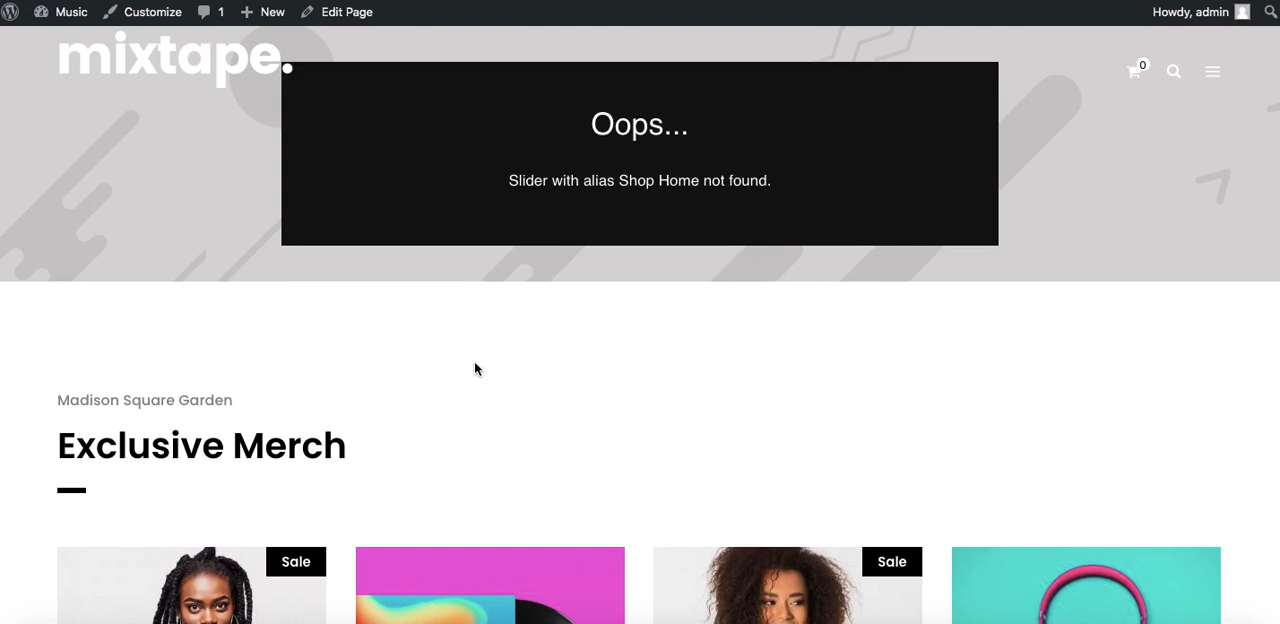 Music Customize 1 New Edit Page Howdy, admin
mixtape.
0
Oops...
Slider with alias Shop Home not found.
Madison Square Garden
Exclusive Merch
Sale
Sale